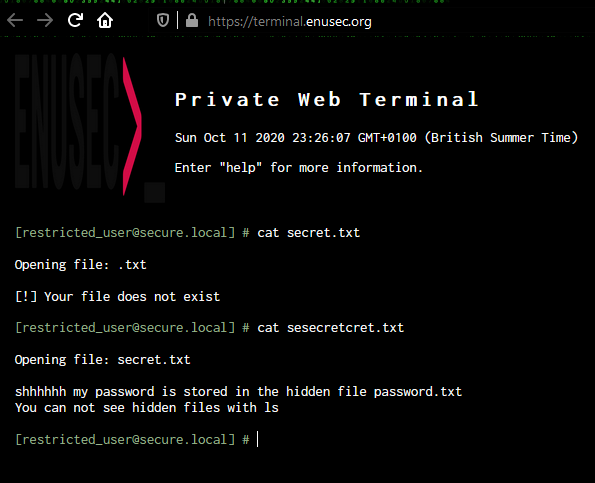 https://terminal.enusec.org
ENUSEC
Private Web Terminal
Sun Oct 11 2020 23:26:07 GMT+0100 (British Summer Time)
Enter "help" for more information.
[restricted_user@secure.local] # cat secret.txt
Opening file: .txt
[!] Your file does not exist
[restricted_user@secure.local] # cat sesecretcret.txt
Opening file: secret.txt
shhhhhh my password is stored in the hidden file password.txt
You can not see hidden files with ls
[restricted_user@secure.local] #